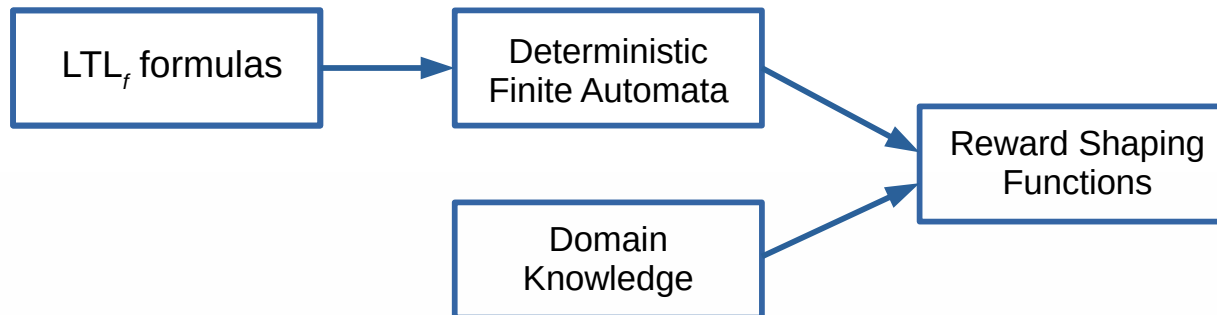 LTLf formulas
Deterministic
Finite Automata
Reward Shaping
Functions
Domain
Knowledge